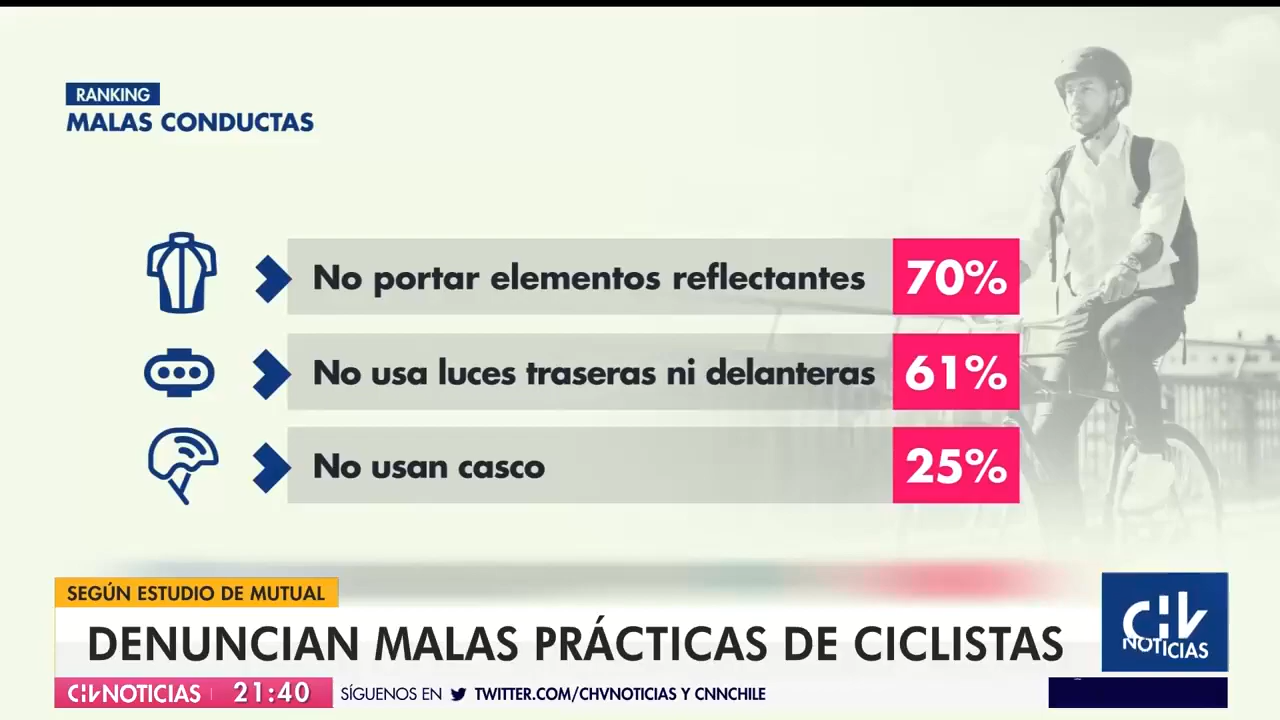 RANKING
MALAS CONDUCTAS
No portar elementos reflectantes 70%
No usa luces traseras ni delanteras 61%
No usan casco 25%
SEGÚN ESTUDIO DE MUTUAL
DENUNCIAN MALAS PRÁCTICAS DE CICLISTAS
CHV NOTICIAS
CHVNOTICIAS 21:40 SÍGUENOS EN TWITTER.COM/CHVNOTICIAS Y CNNCHILE